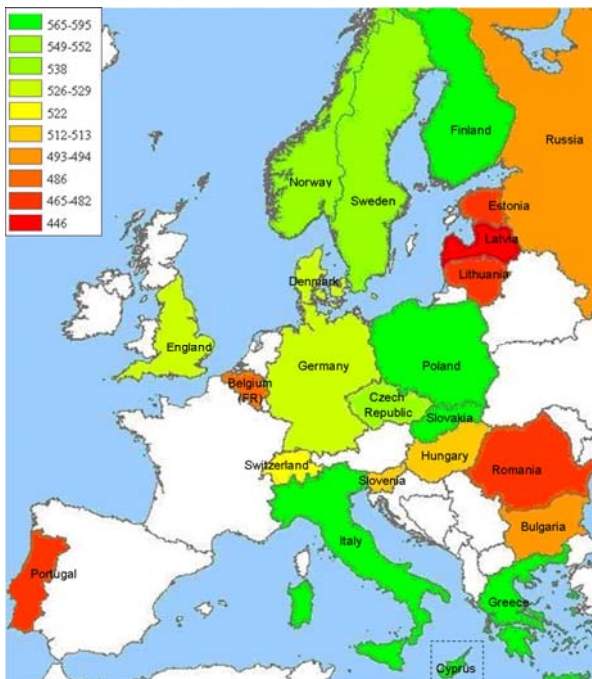 565-595
549-552
538
526-529
522
512-513
493-494
486
465-482
446
Finland
Russia
Norway
Sweden
Estonia
Latvia
Lithuania
Denmark
England
Germany
Poland
Belgium
(FR)
Czech
Republic
Slovakia
Switzerland
Hungary
Slovenia
Romania
Bulgaria
Italy
Portugal
Greece
Cyprus